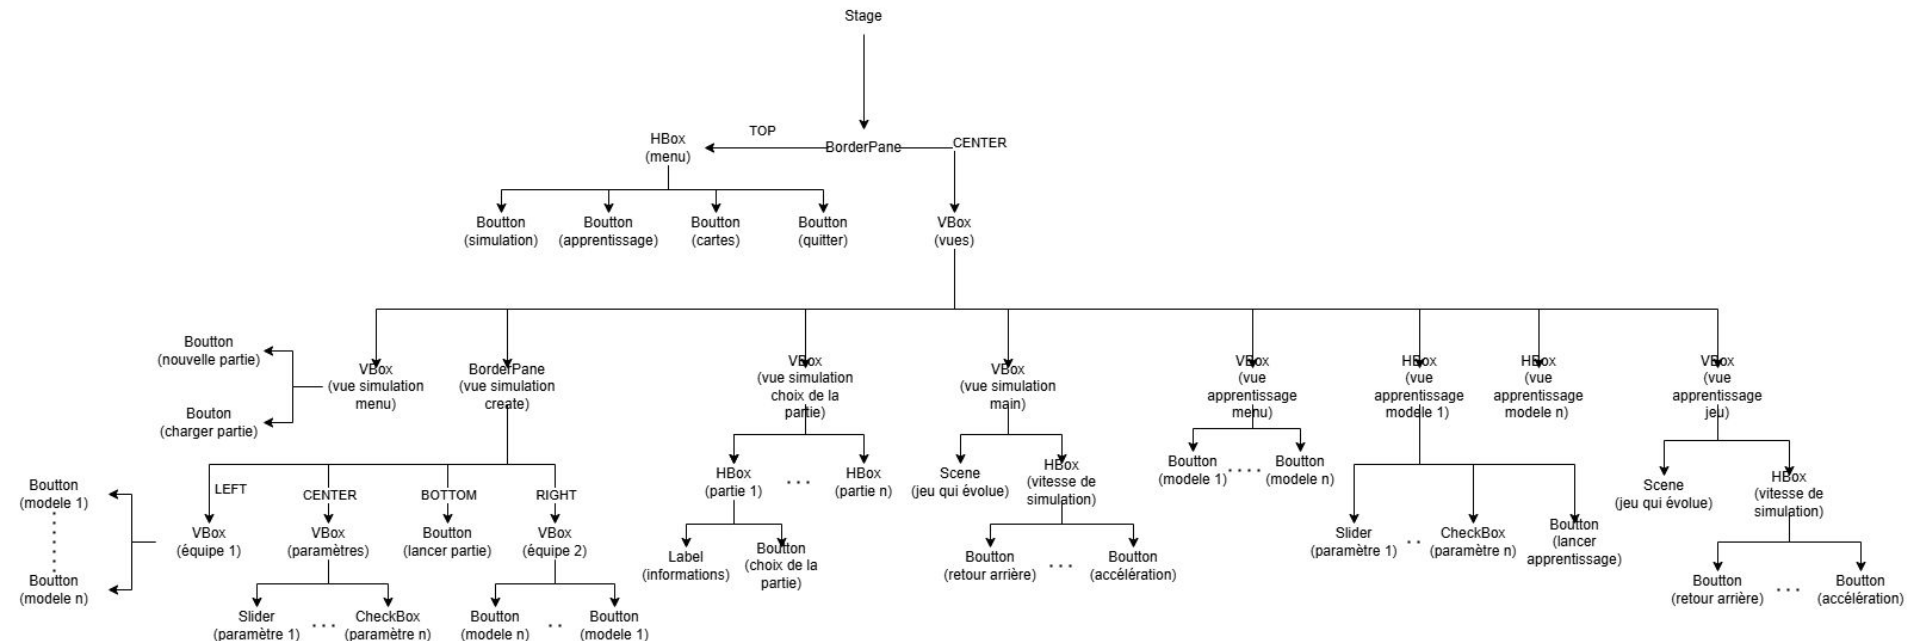 Stage
TOP
BorderPane
CENTER
HBox
(menu)
Boutton
(simulation)
Boutton
(apprentissage)
Boutton
(cartes)
Boutton
(quitter)
VBox
(vues)
Boutton
(nouvelle partie)
Bouton
(charger partie)
VBox
(vue simulation
menu)
BorderPane
(vue simulation
create)
VBox
(vue simulation
choix de la
partie)
VBox
(vue simulation
main)
VBox
(vue
apprentissage
menu)
HBox
(vue
apprentissage
modele 1)
HBox
(vue
apprentissage
modele n)
VBox
(vue
apprentissage
jeu)
Boutton
(modele 1)
Boutton
(modele n)
LEFT
CENTER
BOTTOM
RIGHT
VBox
(équipe 1)
VBox
(paramètres)
Boutton
(lancer partie)
VBox
(équipe 2)
Slider
(paramètre 1)
...
CheckBox
(paramètre n)
Boutton
(modele n)
..
Boutton
(modele 1)
HBox
(partie 1)
...
HBox
(partie n)
Label
(informations)
Boutton
(choix de la
partie)
Scene
(jeu qui évolue)
HBox
(vitesse de
simulation)
Boutton
(retour arrière)
...
Boutton
(accélération)
Boutton
(modele 1)
....
Boutton
(modele n)
Slider
(paramètre 1)
..
CheckBox
(paramètre n)
Boutton
(lancer
apprentissage)
Scene
(jeu qui évolue)
HBox
(vitesse de
simulation)
Boutton
(retour arrière)
...
Boutton
(accélération)